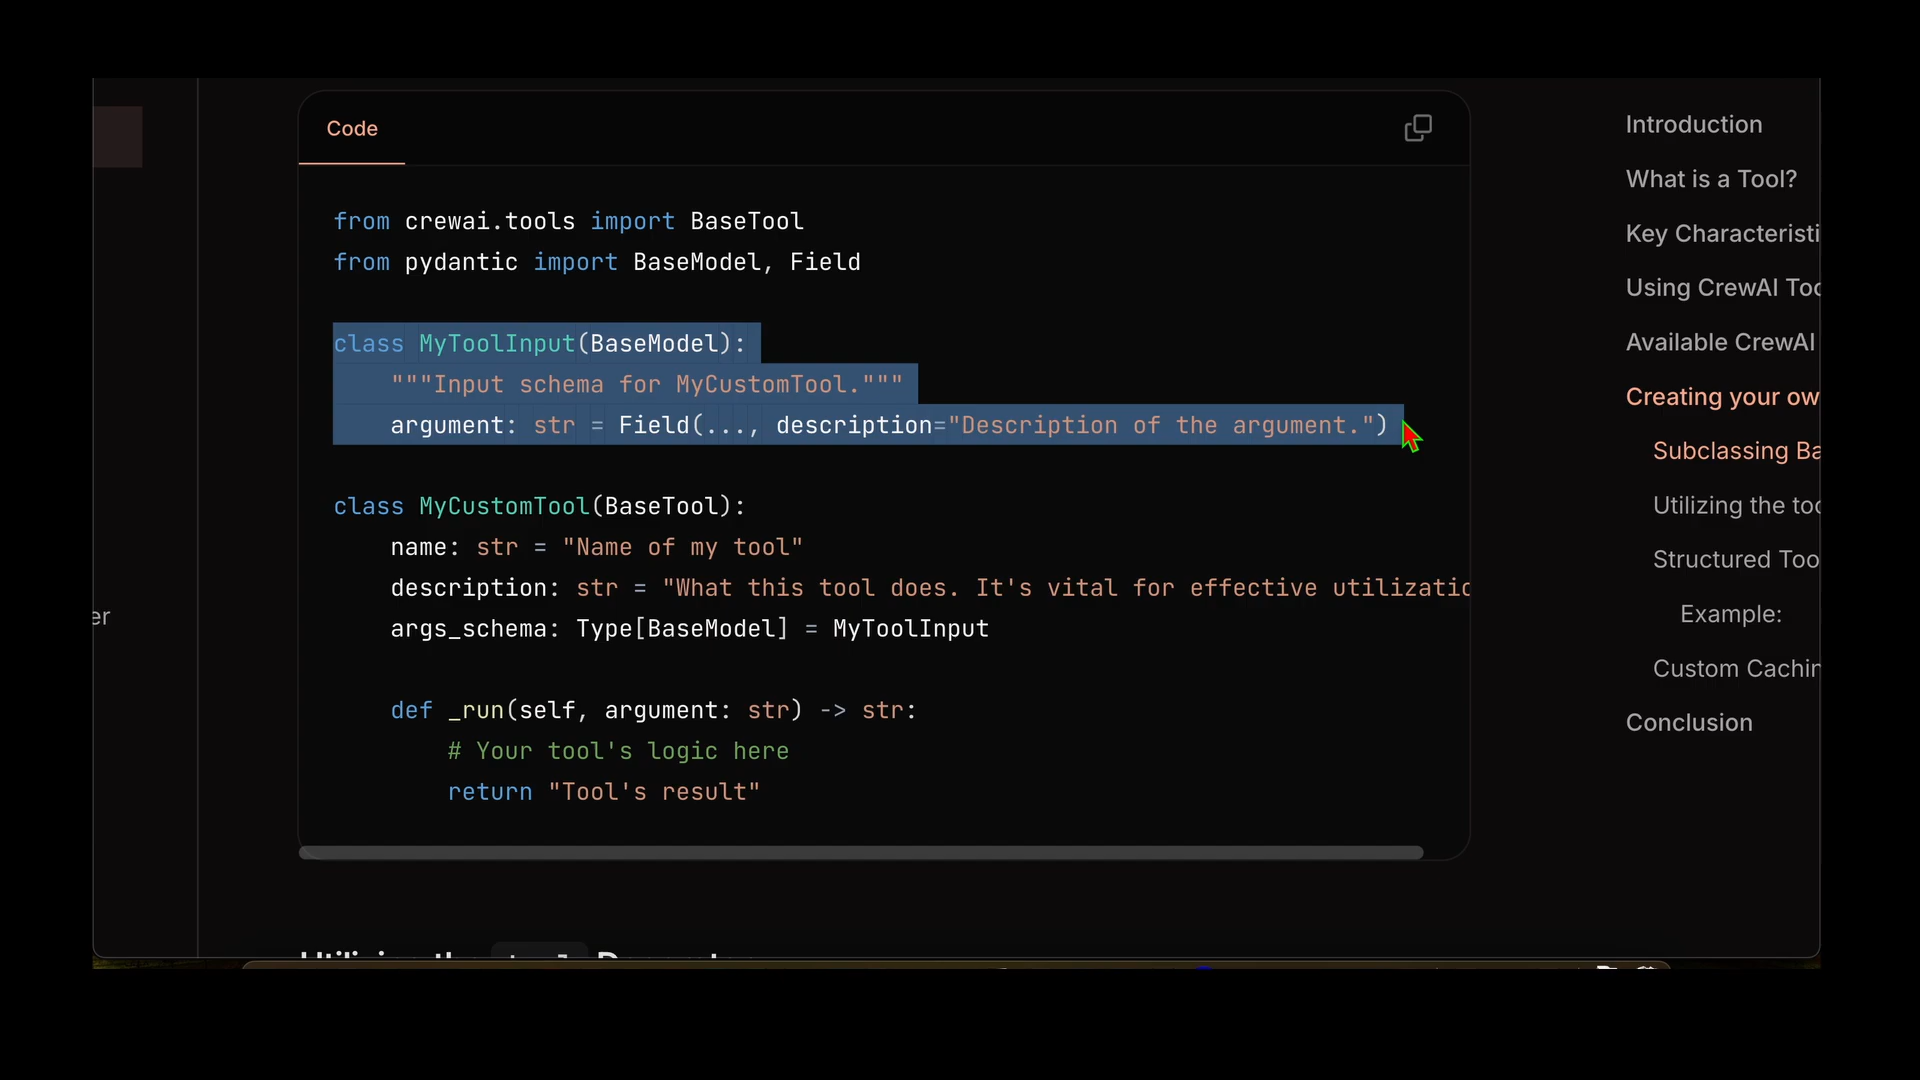 Code
from crewai.tools import BaseTool
from pydantic import BaseModel, Field
class MyToolInput(BaseModel):
"""Input schema for MyCustomTool."""
argument: str = Field(..., description="Description of the argument.")
class MyCustomTool(BaseTool):
name: str = "Name of my tool"
description: str = "What this tool does. It's vital for effective utilizatio
args_schema: Type[BaseModel] = MyToolInput
def _run(self, argument: str) -> str:
# Your tool's logic here
return "Tool's result"
er
Introduction
What is a Tool?
Key Characteristi
Using CrewAI Too
Available CrewAI
Creating your ow
Subclassing Ba
Utilizing the too
Structured Too
Example:
Custom Cachin
Conclusion